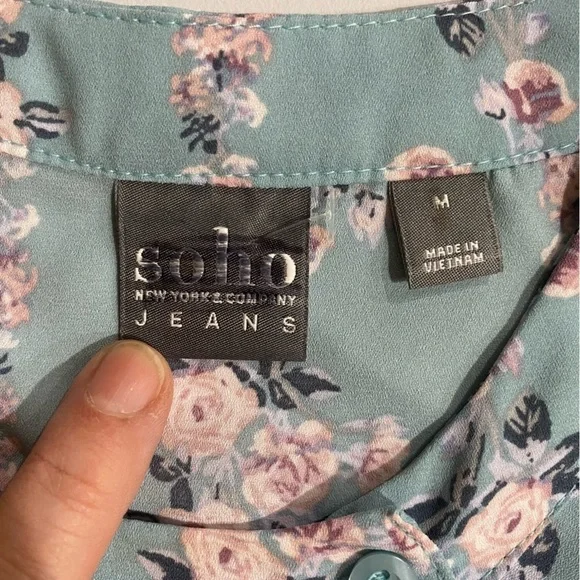 soho
NEW YORK & COMPANY
JEANS
M
MADE IN
VIETNAM